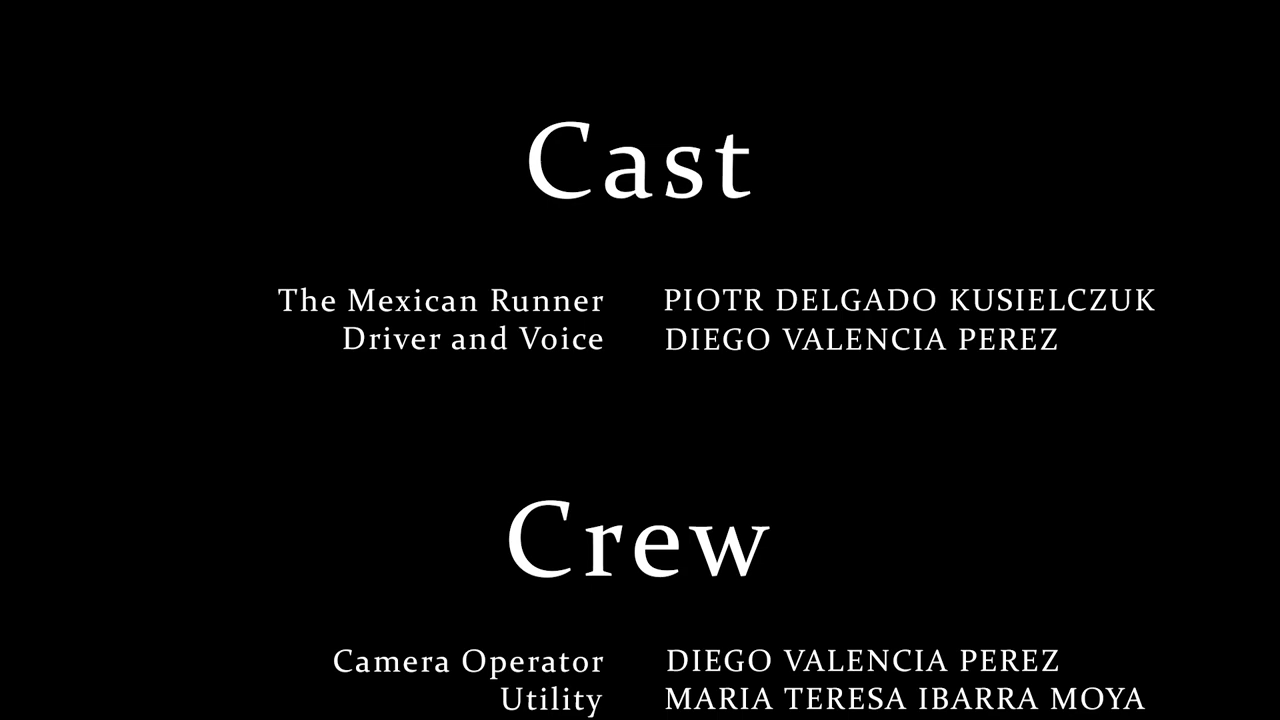 Cast
The Mexican Runner PIOTR DELGADO KUSIELCZUK
Driver and Voice DIEGO VALENCIA PEREZ
Crew
Camera Operator DIEGO VALENCIA PEREZ
Utility MARIA TERESA IBARRA MOYA